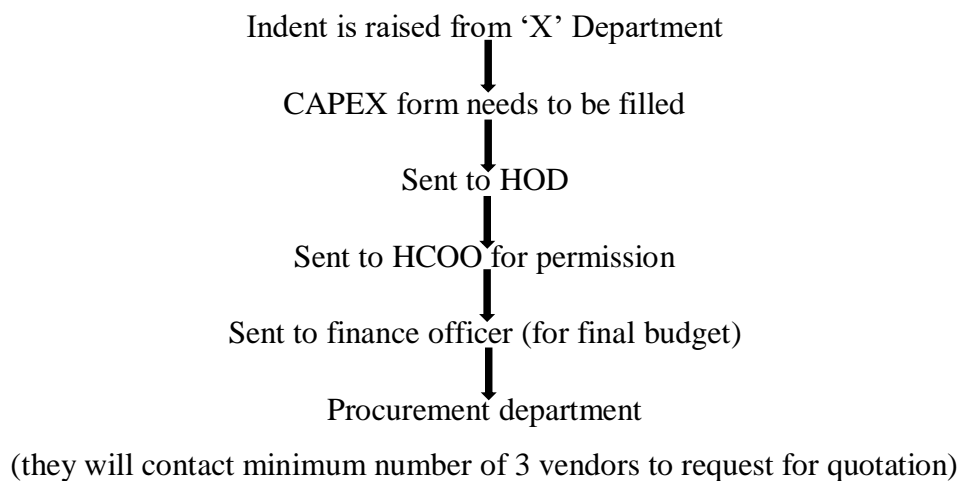 Indent is raised from ‘X’ Department
CAPEX form needs to be filled
Sent to HOD
Sent to HCOO for permission
Sent to finance officer (for final budget)
Procurement department
(they will contact minimum number of 3 vendors to request for quotation)